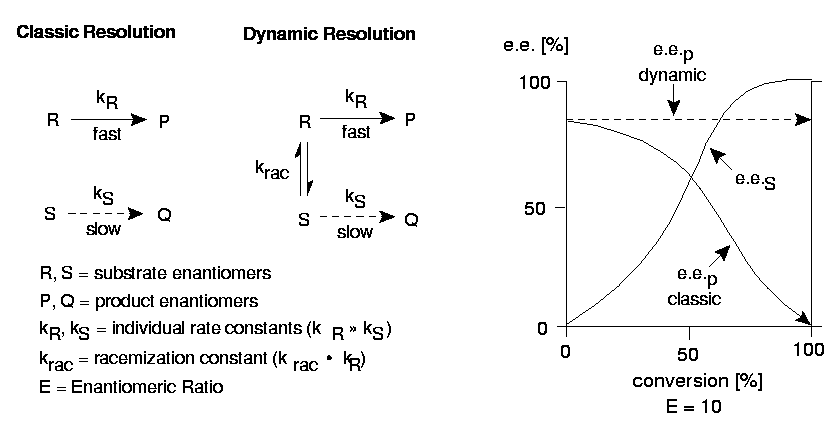 Classic Resolution
kR
R P
fast
kS
S Q
slow
Dynamic Resolution
kR
R P
fast
krac
kS
S Q
slow
R, S = substrate enantiomers
P, Q = product enantiomers
kR, kS = individual rate constants (k R » kS)
krac = racemization constant (k rac • kR)
E = Enantiomeric Ratio
e.e. [%]
e.e.p
dynamic
100
e.e.S
50
e.e.p
classic
0
0 50 100
conversion [%]
E = 10